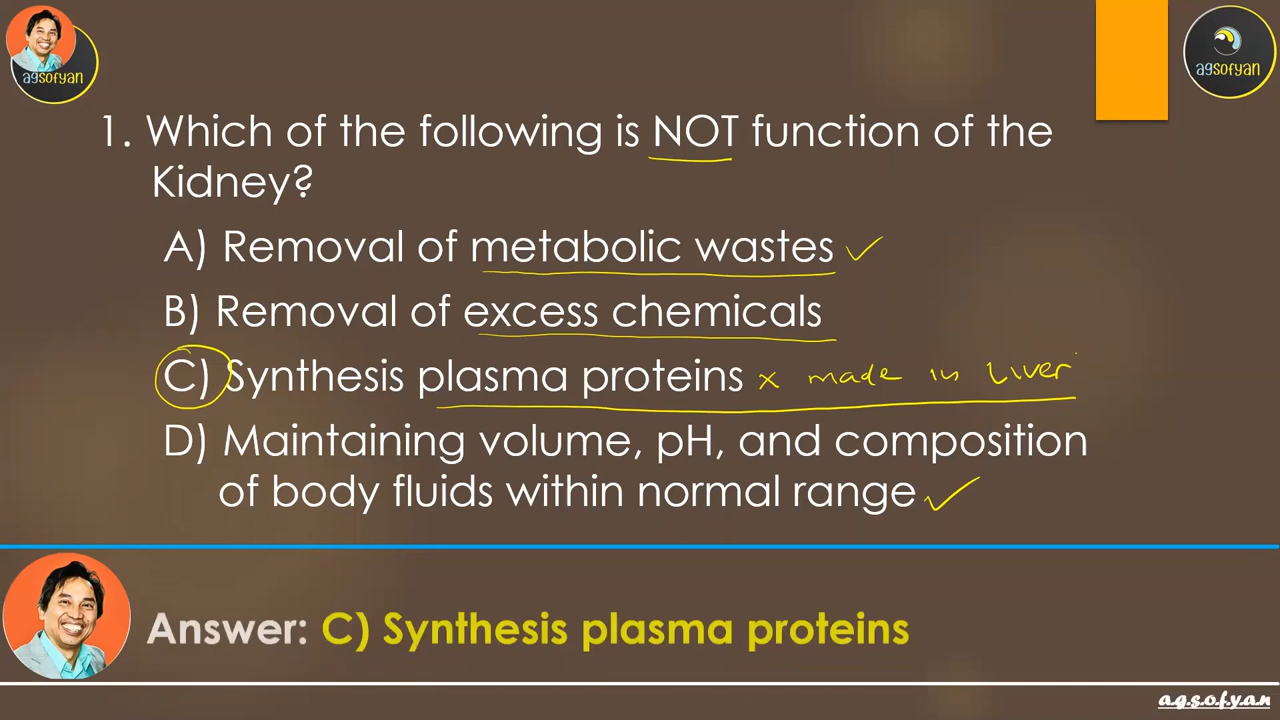 agsofyan
agsofyan
1. Which of the following is NOT function of the
Kidney?
A) Removal of metabolic wastes ✓
B) Removal of excess chemicals
C) Synthesis plasma proteins x made in Liver
D) Maintaining volume, pH, and composition
of body fluids within normal range ✓
Answer: C) Synthesis plasma proteins
a.g.s.o.f.y.a.n